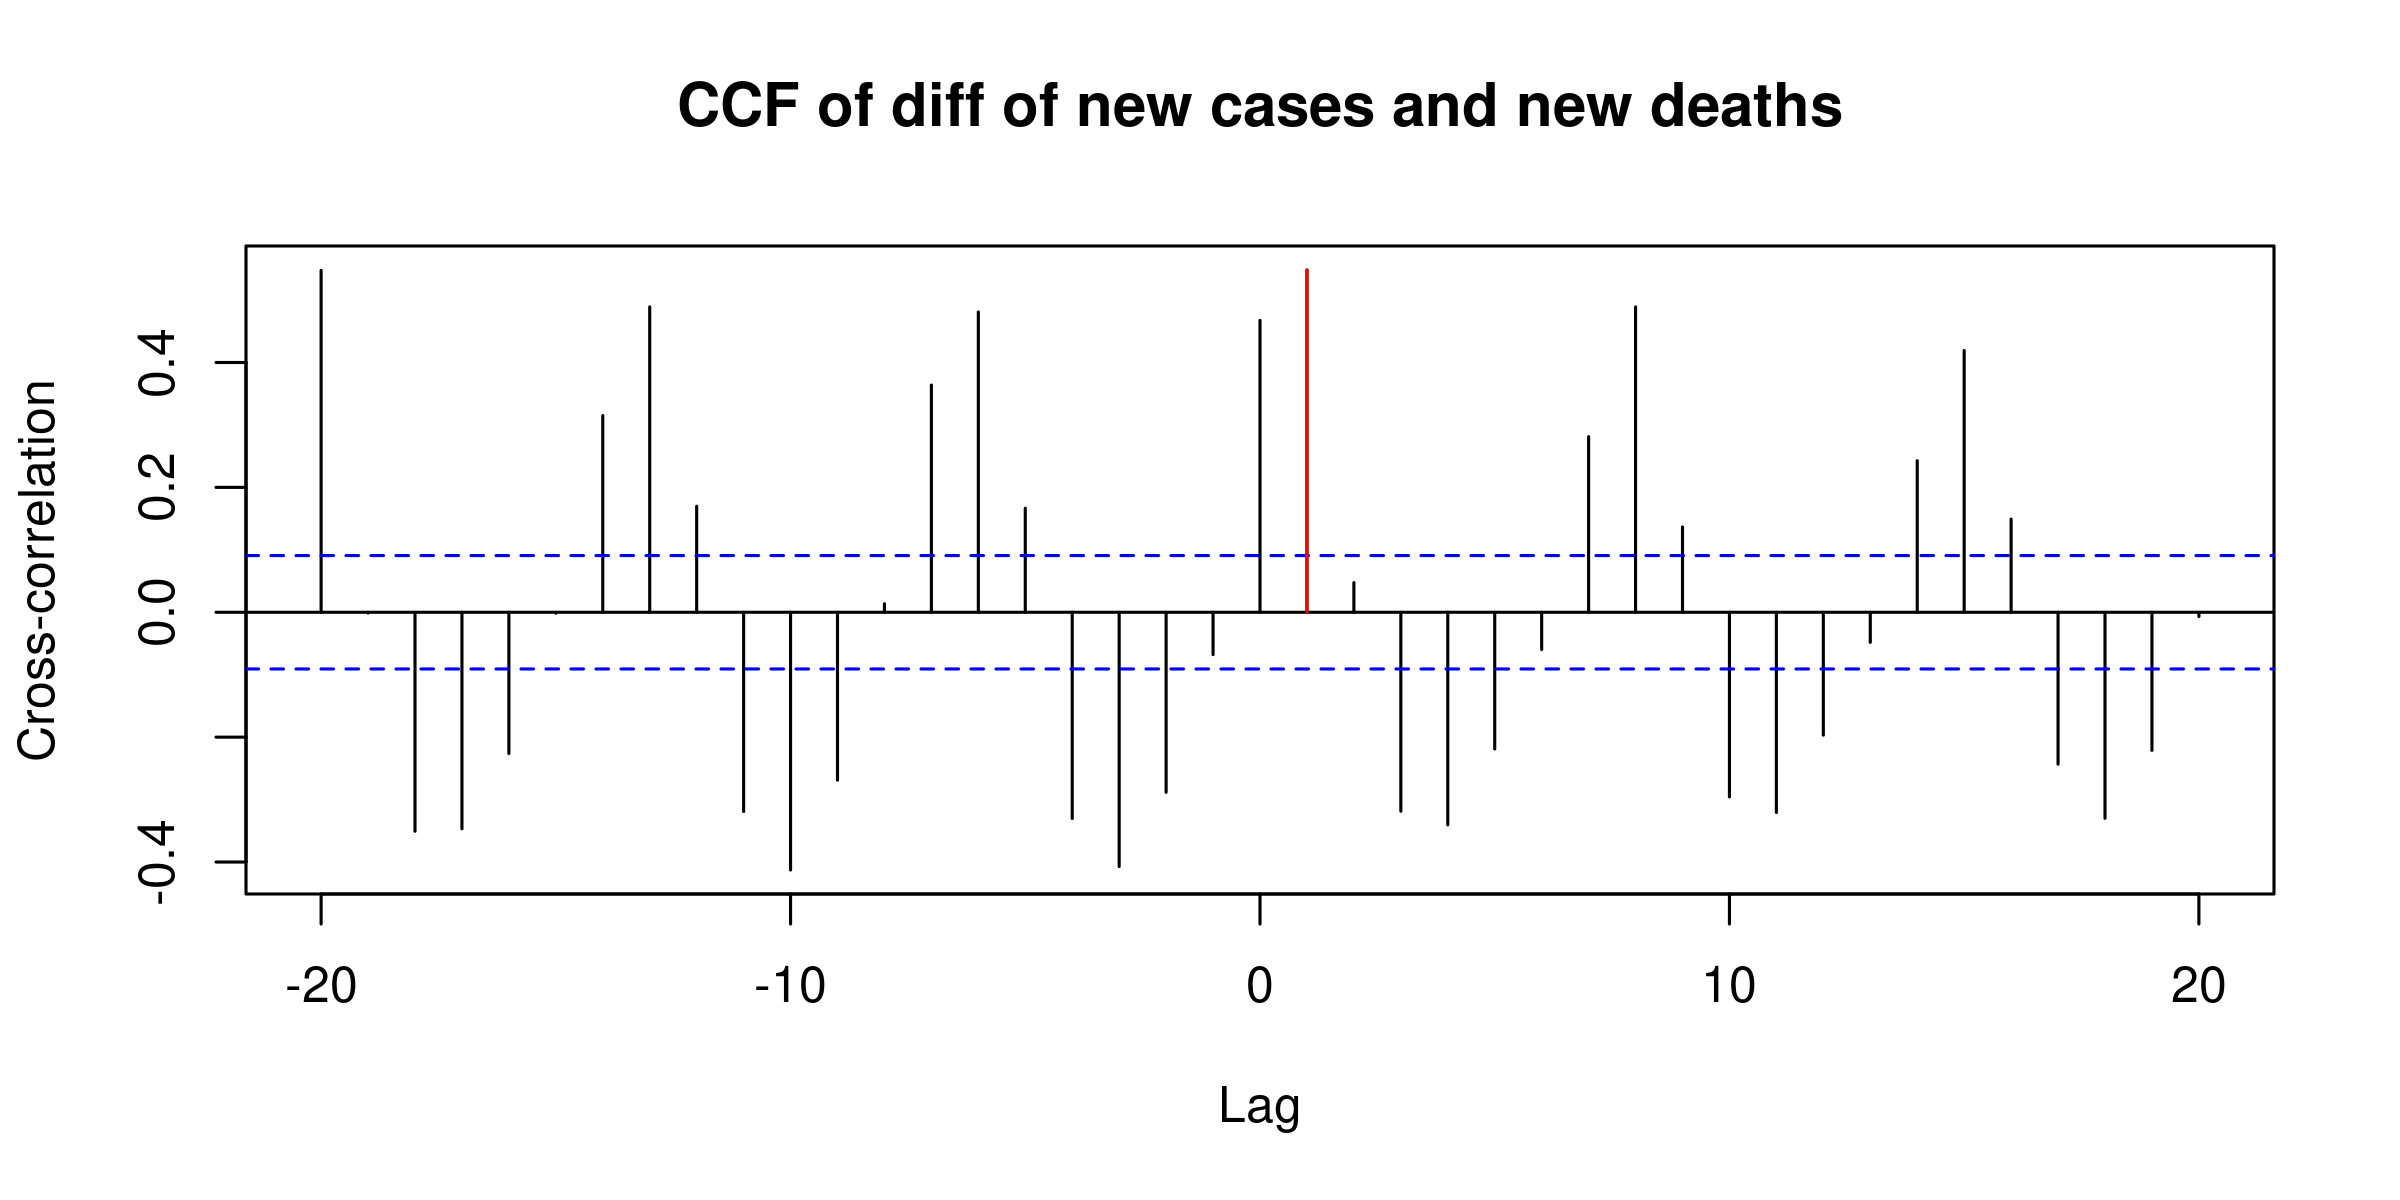 CCF of diff of new cases and new deaths
Cross-correlation
0.4
0.2
0.0
-0.4
-20 -10 0 10 20
Lag